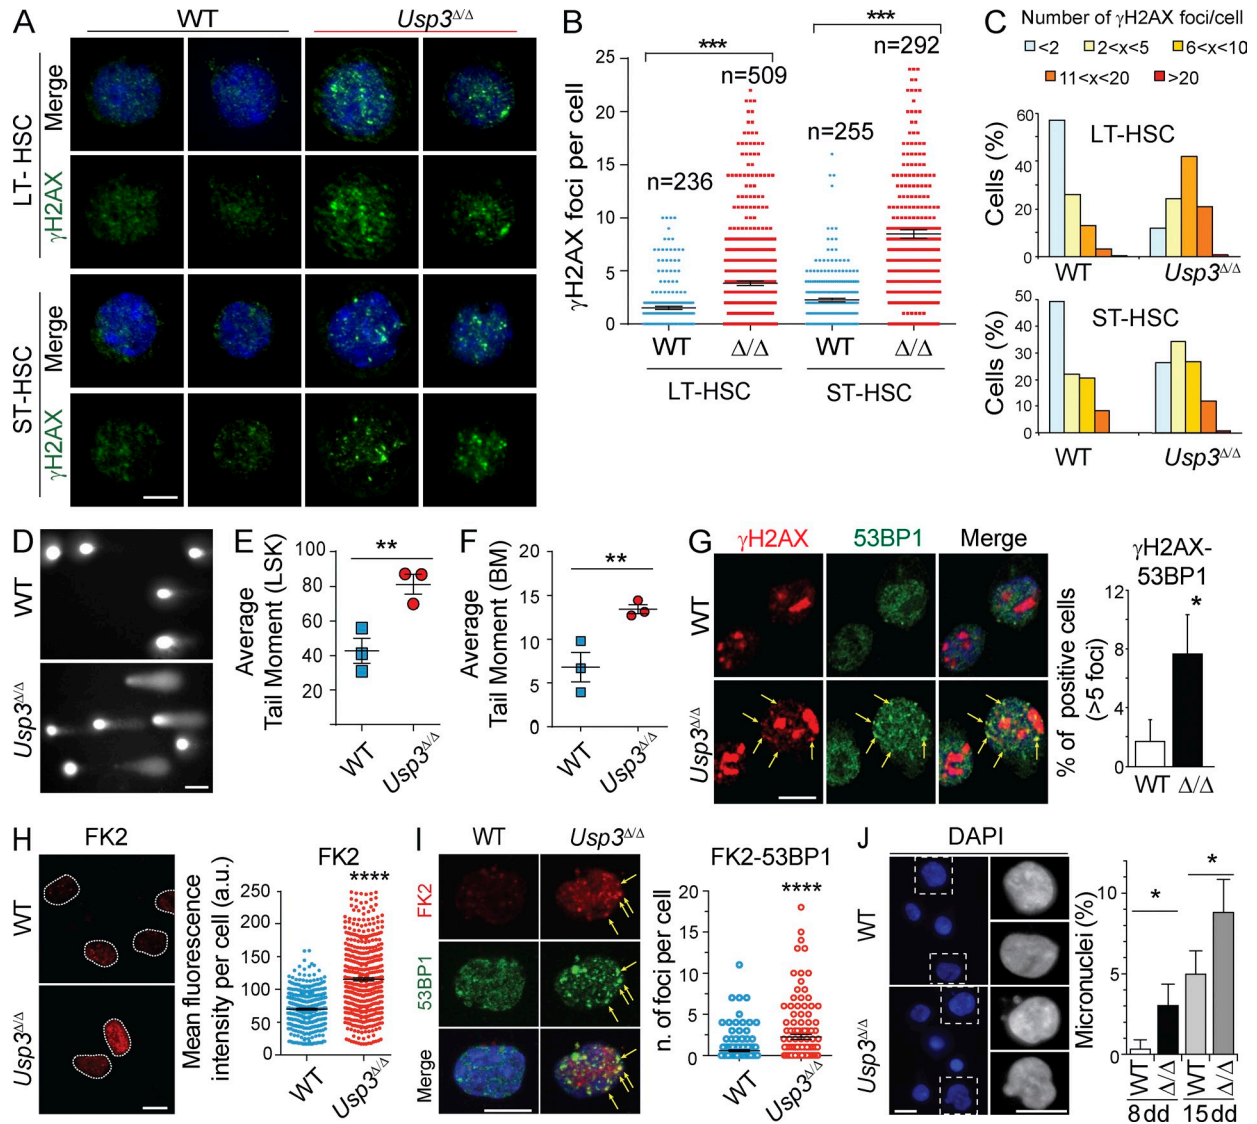 A
WT
Usp3Δ/Δ
LT- HSC
Merge
γH2AX
ST-HSC
Merge
γH2AX
B
γH2AX foci per cell
25
20
15
10
5
0
***
***
n=236
n=509
n=255
n=292
WT
Δ/Δ
WT
Δ/Δ
LT-HSC
ST-HSC
C
Number of γH2AX foci/cell
<2
2<x<5
6<x<10
11<x<20
>20
LT-HSC
Cells (%)
60
40
20
0
WT
Usp3Δ/Δ
ST-HSC
Cells (%)
50
40
30
20
10
0
WT
Usp3Δ/Δ
D
WT
Usp3Δ/Δ
E
Average
Tail Moment (LSK)
100
80
60
40
20
**
WT
Usp3Δ/Δ
F
Average
Tail Moment (BM)
20
15
10
5
0
**
WT
Usp3Δ/Δ
G
γH2AX
53BP1
Merge
WT
Usp3Δ/Δ
γH2AX-
53BP1
% of positive cells
(>5 foci)
12
10
8
6
4
2
0
*
WT
Δ/Δ
H
FK2
WT
Usp3Δ/Δ
FK2
Mean fluorescence
intensity per cell (a.u.)
250
200
150
100
50
0
****
WT
Usp3Δ/Δ
I
WT
Usp3Δ/Δ
FK2
53BP1
Merge
FK2-53BP1
n. of foci per cell
20
15
10
5
0
****
WT
Usp3Δ/Δ
J
DAPI
WT
Usp3Δ/Δ
Micronuclei (%)
10
5
0
*
*
WT
Δ/Δ
WT
Δ/Δ
8 dd
15 dd